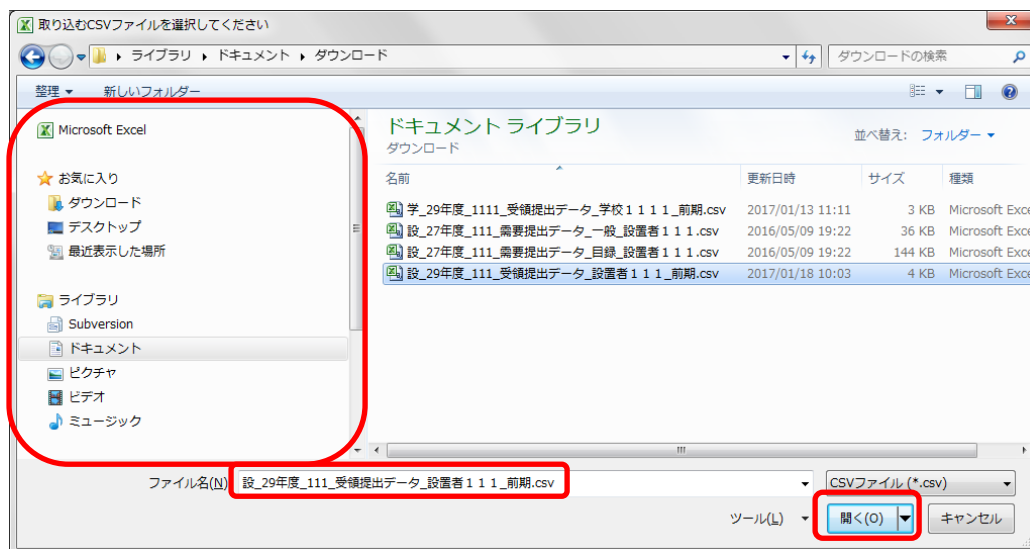 取り込むCSVファイルを選択してください
ライブラリ ▸ ドキュメント ▸ ダウンロード
ダウンロードの検索
整理 新しいフォルダー
Microsoft Excel
お気に入り
ダウンロード
デスクトップ
最近表示した場所
ライブラリ
Subversion
ドキュメント
ピクチャ
ビデオ
ミュージック
ドキュメント ライブラリ
ダウンロード
並べ替え: フォルダー
名前 更新日時 サイズ 種類
学_29年度_1111_受領提出データ_学校1111_前期.csv 2017/01/13 11:11 3 KB Microsoft Exce
設_27年度_111_需要提出データ_一般_設置者111.csv 2016/05/09 19:22 36 KB Microsoft Exce
設_27年度_111_需要提出データ_目録_設置者111.csv 2016/05/09 19:22 144 KB Microsoft Exce
設_29年度_111_受領提出データ_設置者111_前期.csv 2017/01/18 10:03 4 KB Microsoft Exce
ファイル名(N) 設_29年度_111_受領提出データ_設置者111_前期.csv CSVファイル (*.csv)
ツール(L) 開く(O) キャンセル